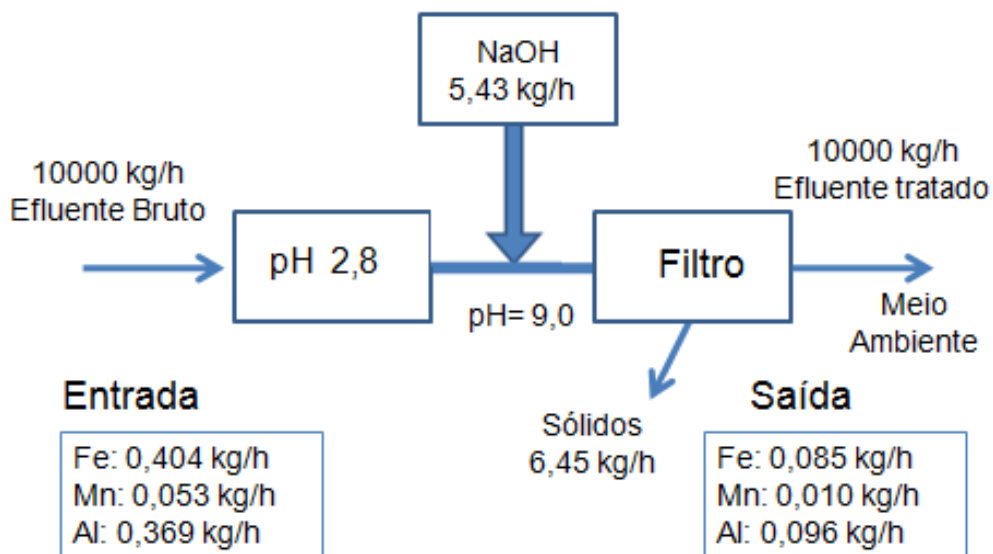 NaOH
5,43 kg/h
10000 kg/h
Efluente Bruto
10000 kg/h
Efluente tratado
pH 2,8
Filtro
pH= 9,0
Meio
Ambiente
Entrada
Saída
Sólidos
6,45 kg/h
Fe: 0,404 kg/h
Mn: 0,053 kg/h
Al: 0,369 kg/h
Fe: 0,085 kg/h
Mn: 0,010 kg/h
Al: 0,096 kg/h